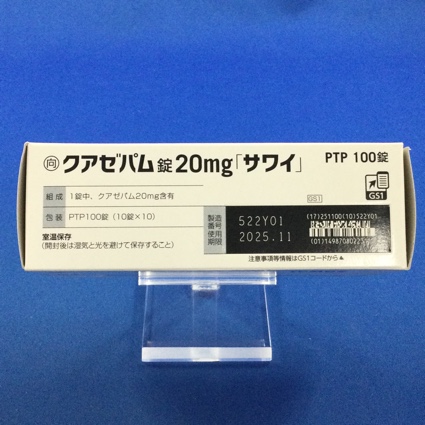 向 クアゼパム錠20mg「サワイ」 PTP 100錠
組成 1錠中、クアゼパム20mg含有
GS1
GS1
包装 PTP100錠 (10錠×10)
製造番号 522Y01
使用期限 2025.11
(17)251100(10)522Y01
室温保存
(開封後は湿気と光を避けて保存すること)
注意事項等情報はGS1コードから▲